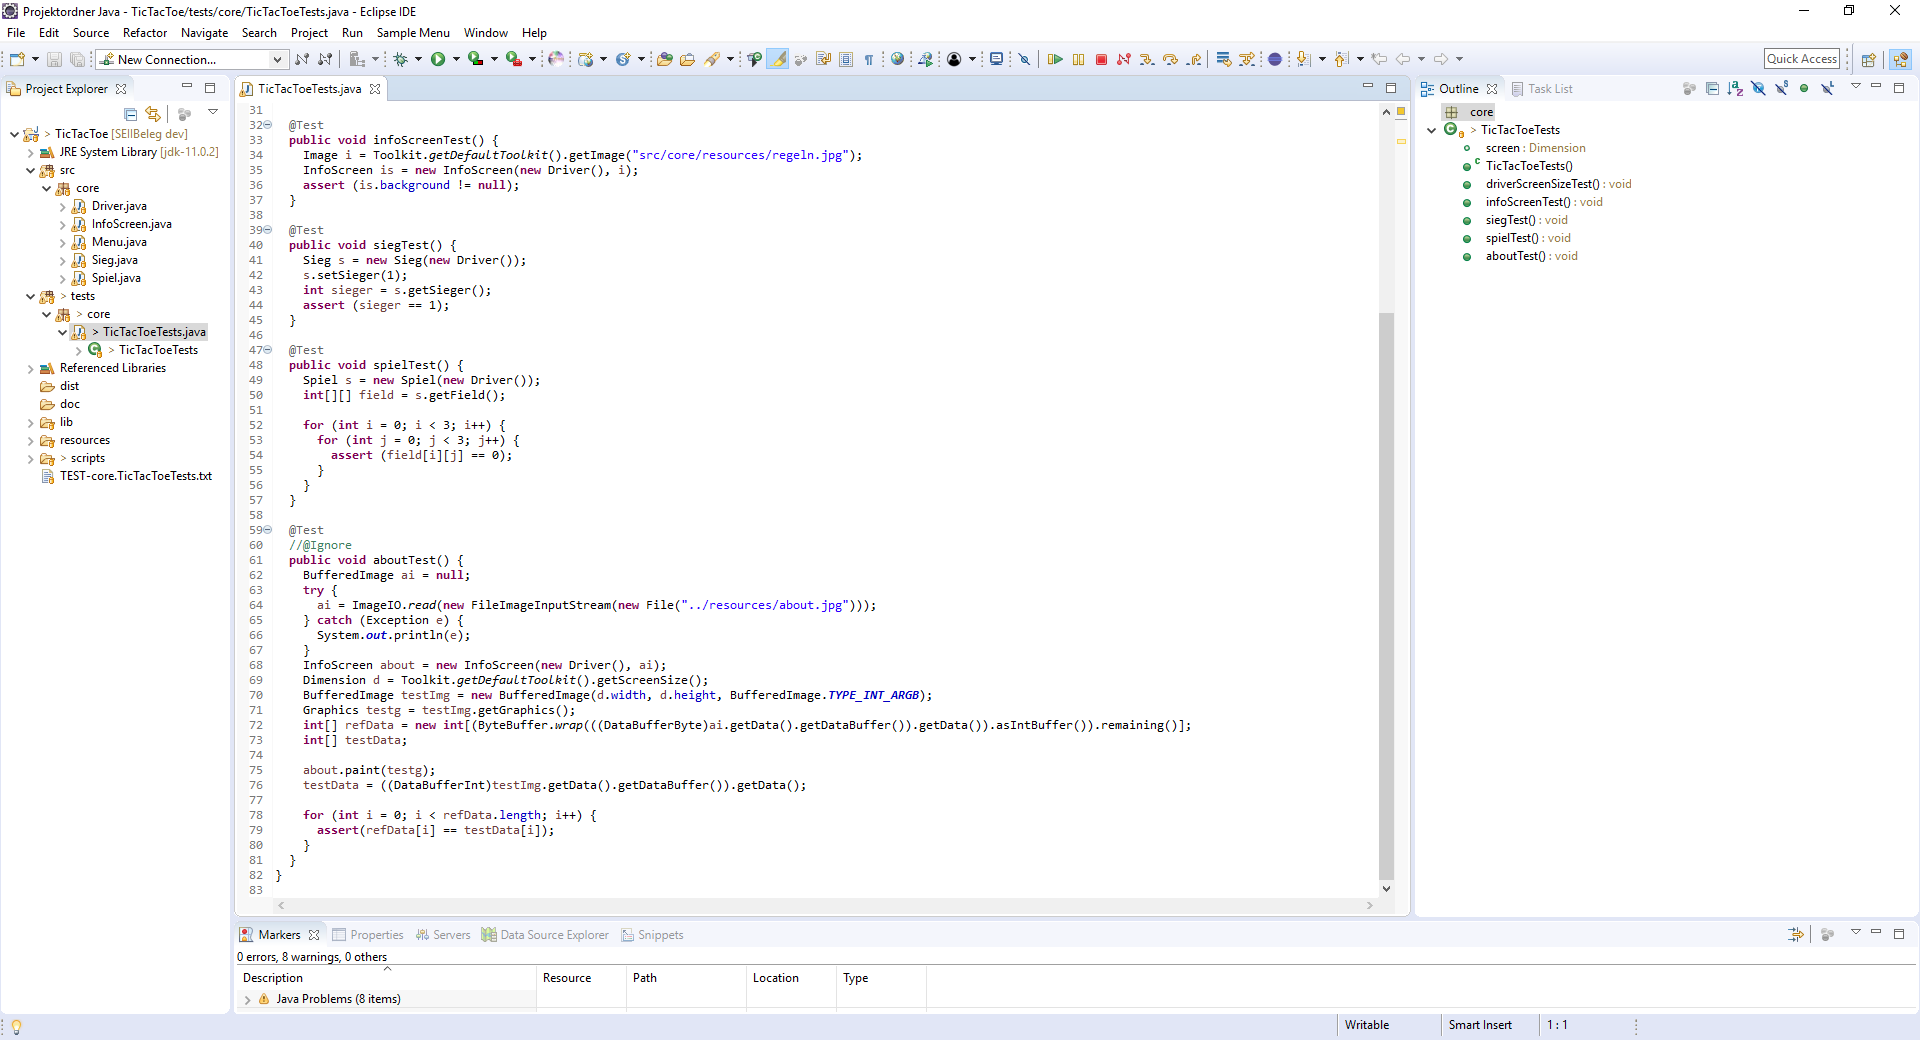 Projektordner Java - TicTacToe/tests/core/TicTacToeTests.java - Eclipse IDE
File Edit Source Refactor Navigate Search Project Run Sample Menu Window Help
New Connection...
Quick Access
Project Explorer
TicTacToe [SEIIBeleg dev]
JRE System Library [jdk-11.0.2]
src
core
Driver.java
InfoScreen.java
Menu.java
Sieg.java
Spiel.java
> tests
> core
> TicTacToeTests.java
> TicTacToeTests
Referenced Libraries
dist
doc
lib
resources
> scripts
TEST-core.TicTacToeTests.txt
TicTacToeTests.java
31
32 @Test
33 public void infoScreenTest() {
34 Image i = Toolkit.getDefaultToolkit().getImage("src/core/resources/regeln.jpg");
35 InfoScreen is = new InfoScreen(new Driver(), i);
36 assert (is.background != null);
37 }
38
39 @Test
40 public void siegTest() {
41 Sieg s = new Sieg(new Driver());
42 s.setSieger(1);
43 int sieger = s.getSieger();
44 assert (sieger == 1);
45 }
46
47 @Test
48 public void spielTest() {
49 Spiel s = new Spiel(new Driver());
50 int[][] field = s.getField();
51
52 for (int i = 0; i < 3; i++) {
53 for (int j = 0; j < 3; j++) {
54 assert (field[i][j] == 0);
55 }
56 }
57 }
58
59 @Test
60 //@Ignore
61 public void aboutTest() {
62 BufferedImage ai = null;
63 try {
64 ai = ImageIO.read(new FileImageInputStream(new File("../resources/about.jpg")));
65 } catch (Exception e) {
66 System.out.println(e);
67 }
68 InfoScreen about = new InfoScreen(new Driver(), ai);
69 Dimension d = Toolkit.getDefaultToolkit().getScreenSize();
70 BufferedImage testImg = new BufferedImage(d.width, d.height, BufferedImage.TYPE_INT_ARGB);
71 Graphics testg = testImg.getGraphics();
72 int[] refData = new int[(ByteBuffer.wrap(((DataBufferByte)ai.getData().getDataBuffer()).getData()).asIntBuffer()).remaining()];
73 int[] testData;
74
75 about.paint(testg);
76 testData = ((DataBufferInt)testImg.getData().getDataBuffer()).getData();
77
78 for (int i = 0; i < refData.length; i++) {
79 assert(refData[i] == testData[i]);
80 }
81 }
82 }
83
Outline Task List
core
> TicTacToeTests
screen : Dimension
TicTacToeTests()
driverScreenSizeTest() : void
infoScreenTest() : void
siegTest() : void
spielTest() : void
aboutTest() : void
Markers Properties Servers Data Source Explorer Snippets
0 errors, 8 warnings, 0 others
Description Resource Path Location Type
Java Problems (8 items)
Writable Smart Insert 1 : 1